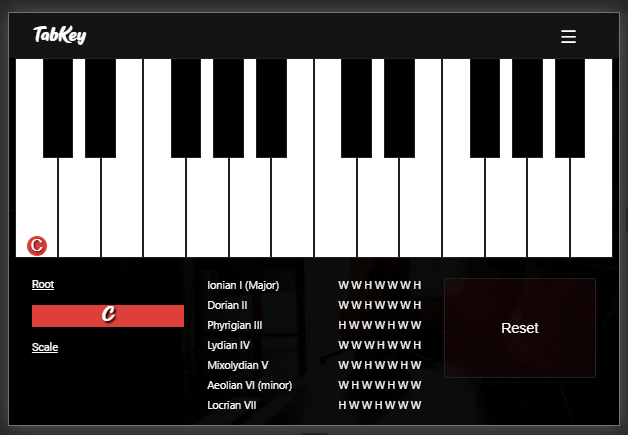 TabKey
C
Root
C
Scale
Ionian I (Major) W W H W W W H
Dorian II W W H W W W H
Phyrigian III H W W W H W W
Lydian IV W W W H W W H
Mixolydian V W W H W W H W
Aeolian VI (minor) W H W W H W W
Locrian VII H W W H W W W
Reset